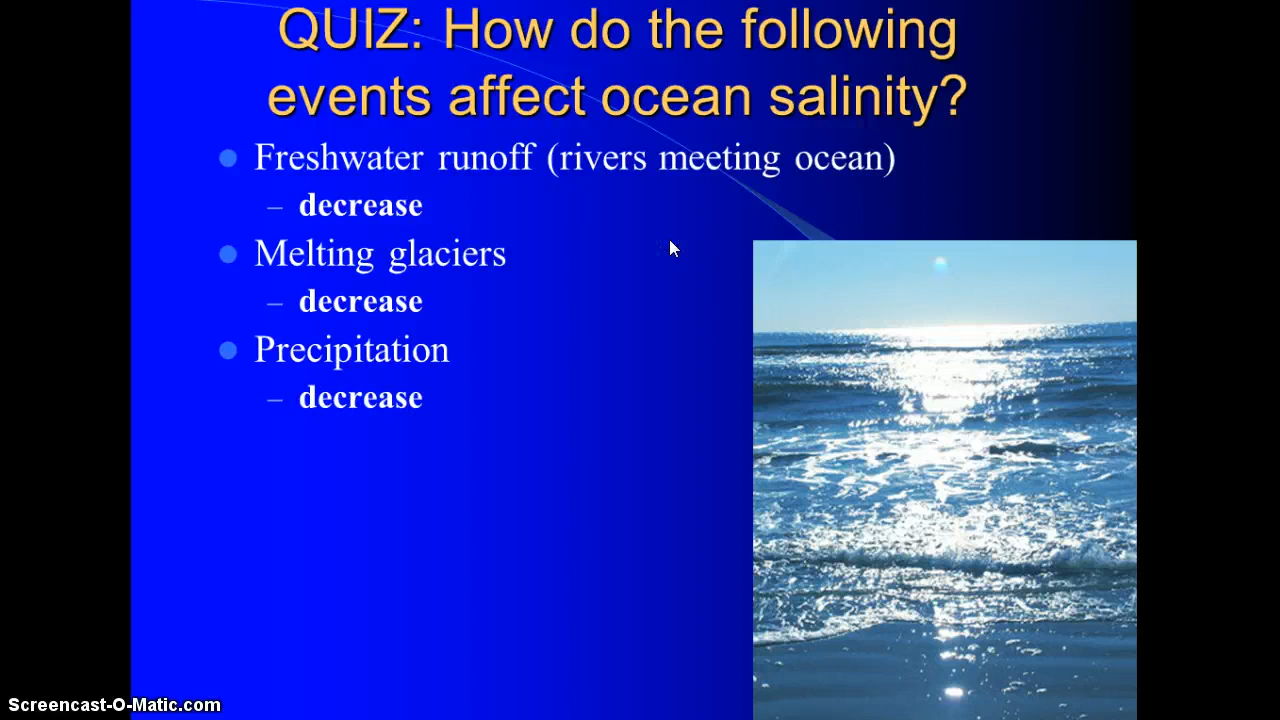 QUIZ: How do the following
events affect ocean salinity?
Freshwater runoff (rivers meeting ocean)
– decrease
Melting glaciers
– decrease
Precipitation
– decrease
Screencast-O-Matic.com